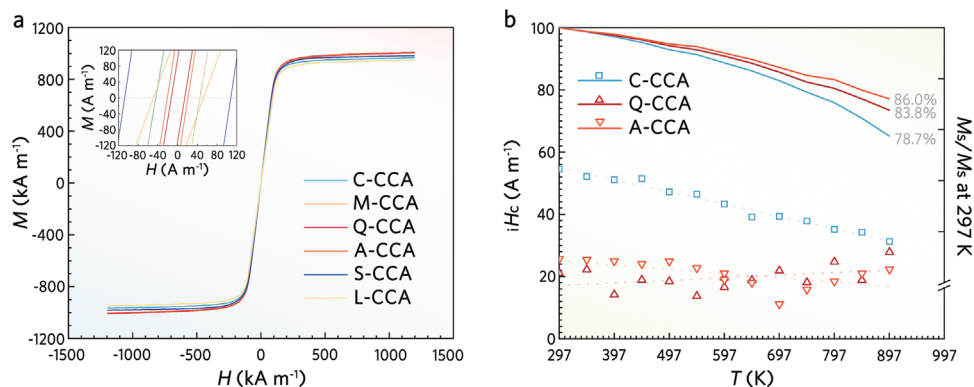 a
M (kA m⁻¹)
1200
800
400
0
-400
-800
-1200
-1500
-1000
-500
0
500
1000
1500
H (kA m⁻¹)
M (A m⁻¹)
120
80
40
0
-40
-80
-120
-120
-80
-40
0
40
80
120
H (A m⁻¹)
C-CCA
M-CCA
Q-CCA
A-CCA
S-CCA
L-CCA
b
iHc (A m⁻¹)
100
80
60
40
20
0
297
397
497
597
697
797
897
997
T (K)
C-CCA
Q-CCA
A-CCA
86.0%
83.8%
78.7%
Ms/Ms at 297 K